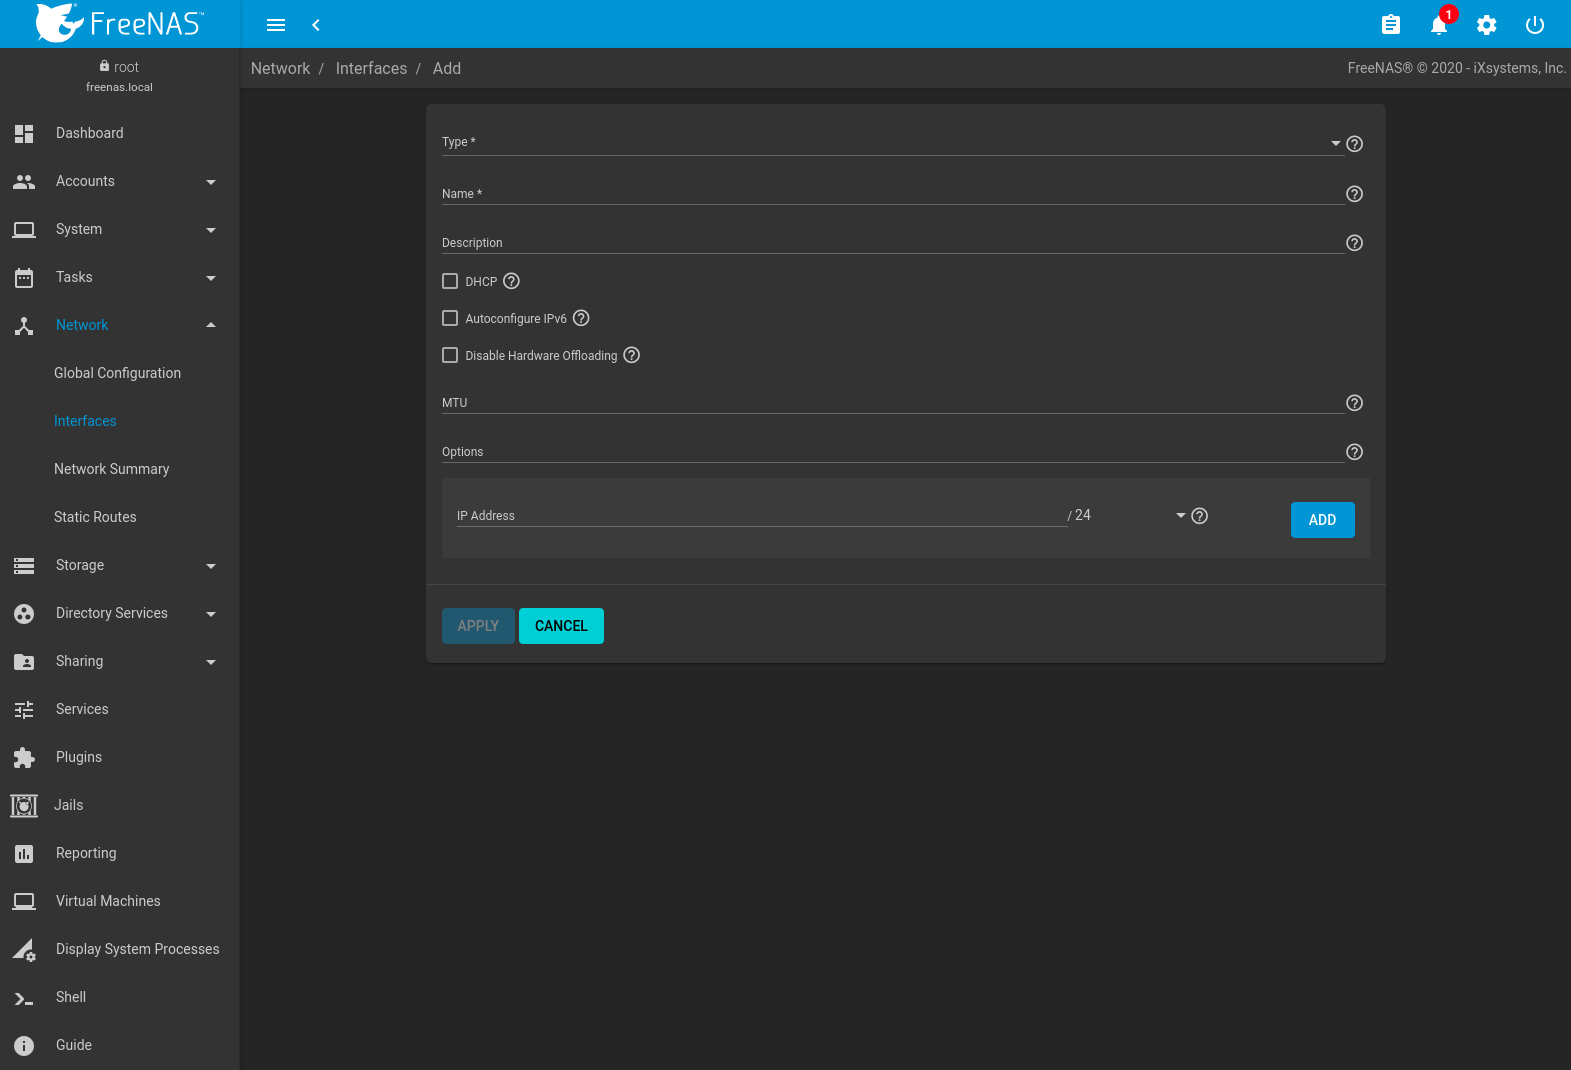 FreeNAS™
1
root
freenas.local
Network / Interfaces / Add
FreeNAS® © 2020 - iXsystems, Inc.
Dashboard
Accounts
System
Tasks
Network
Global Configuration
Interfaces
Network Summary
Static Routes
Storage
Directory Services
Sharing
Services
Plugins
Jails
Reporting
Virtual Machines
Display System Processes
Shell
Guide
Type *
Name *
Description
DHCP
Autoconfigure IPv6
Disable Hardware Offloading
MTU
Options
IP Address / 24 ADD
APPLY CANCEL